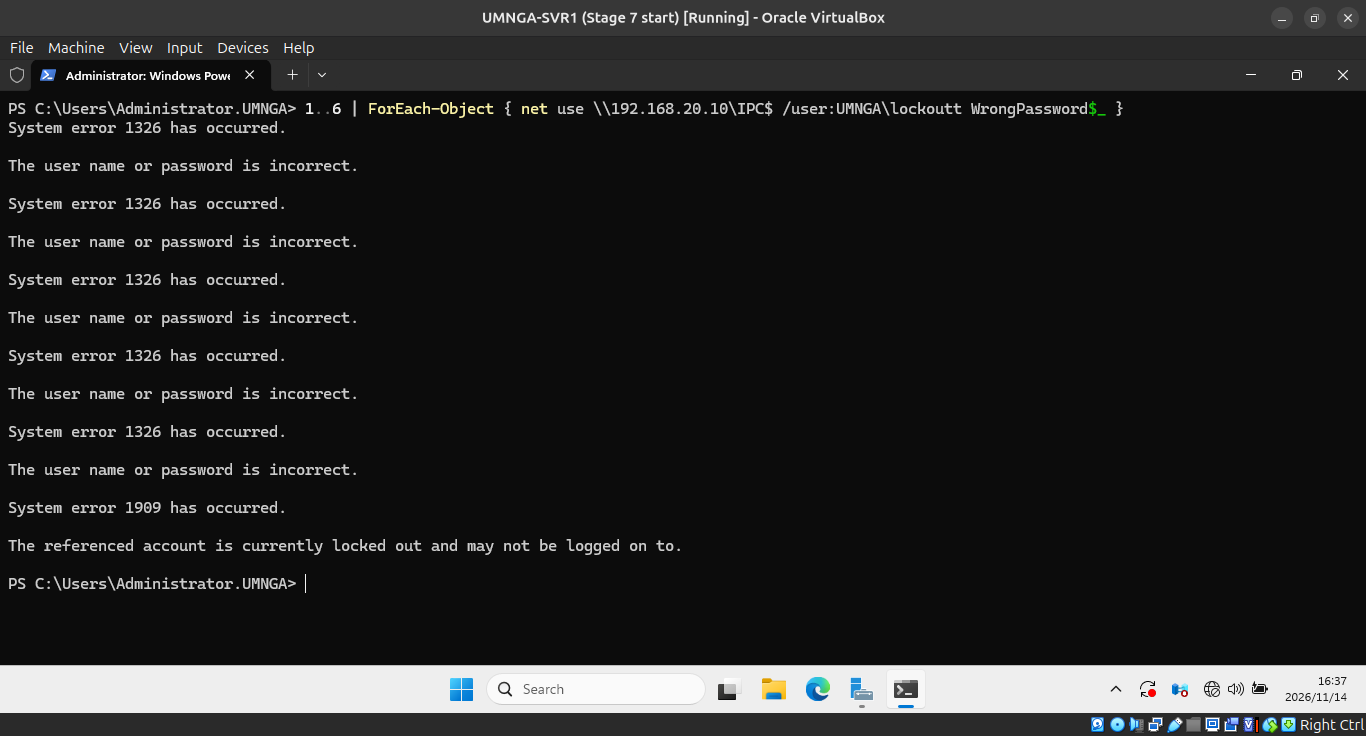 UMNGA-SVR1 (Stage 7 start) [Running] - Oracle VirtualBox
File Machine View Input Devices Help
Administrator: Windows Powe
PS C:\Users\Administrator.UMNGA> 1..6 | ForEach-Object { net use \\192.168.20.10\IPC$ /user:UMNGA\lockoutt WrongPassword$_ }
System error 1326 has occurred.
The user name or password is incorrect.
System error 1326 has occurred.
The user name or password is incorrect.
System error 1326 has occurred.
The user name or password is incorrect.
System error 1326 has occurred.
The user name or password is incorrect.
System error 1326 has occurred.
The user name or password is incorrect.
System error 1909 has occurred.
The referenced account is currently locked out and may not be logged on to.
PS C:\Users\Administrator.UMNGA>
Search
16:37
2026/11/14
Right Ctrl